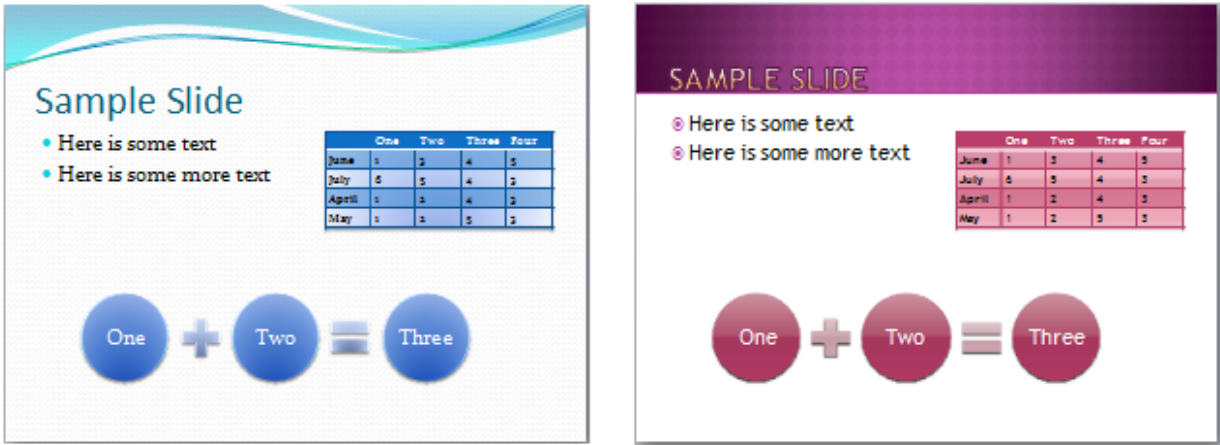 Sample Slide
Here is some text
Here is some more text
One Two Three Four
June 1 3 4 5
July 6 5 4 3
April 1 2 4 3
May 1 2 5 3
One Two Three
SAMPLE SLIDE
Here is some text
Here is some more text
One Two Three Four
June 1 3 4 5
July 6 5 4 3
April 1 2 4 3
May 1 2 5 3
One + Two = Three